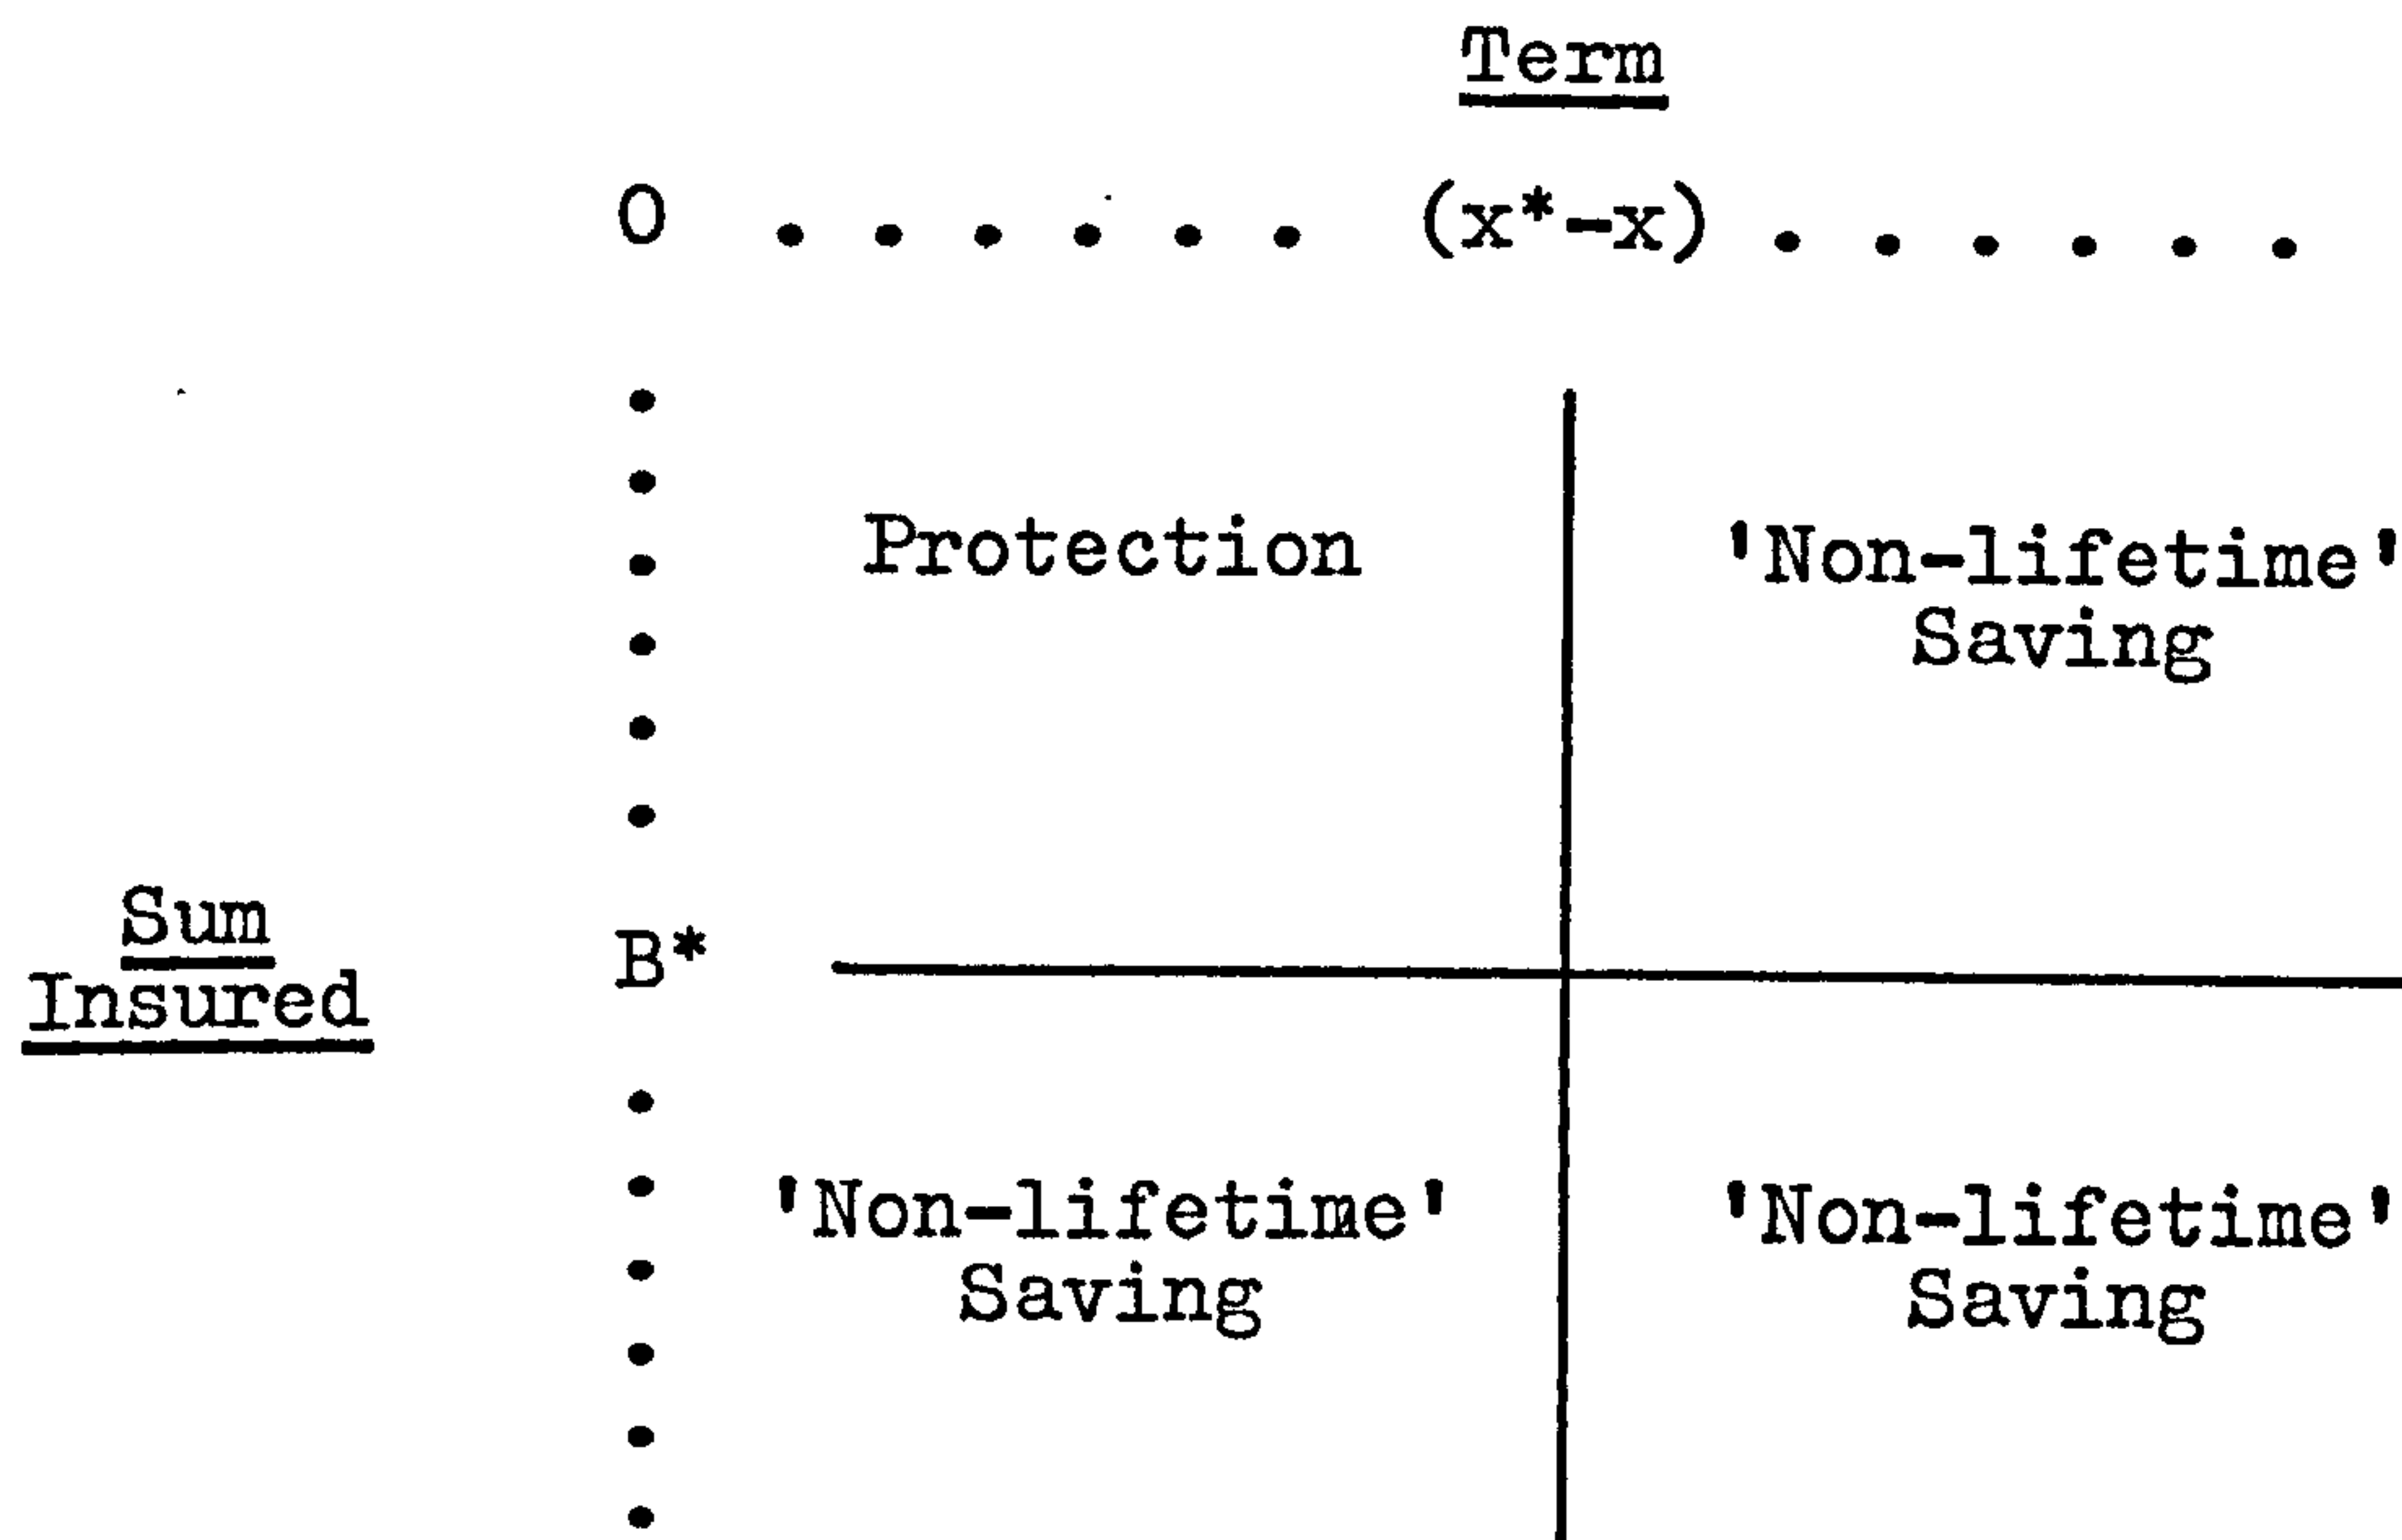 Term
0 . . . . . . (x*-x) . . . . . .
Protection
'Non-lifetime'
Saving
Sum
Insured
B*
'Non-lifetime'
Saving
'Non-lifetime'
Saving